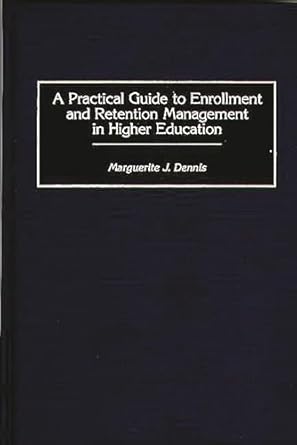 A Practical Guide to Enrollment
and Retention Management
in Higher Education
Marguerite J. Dennis